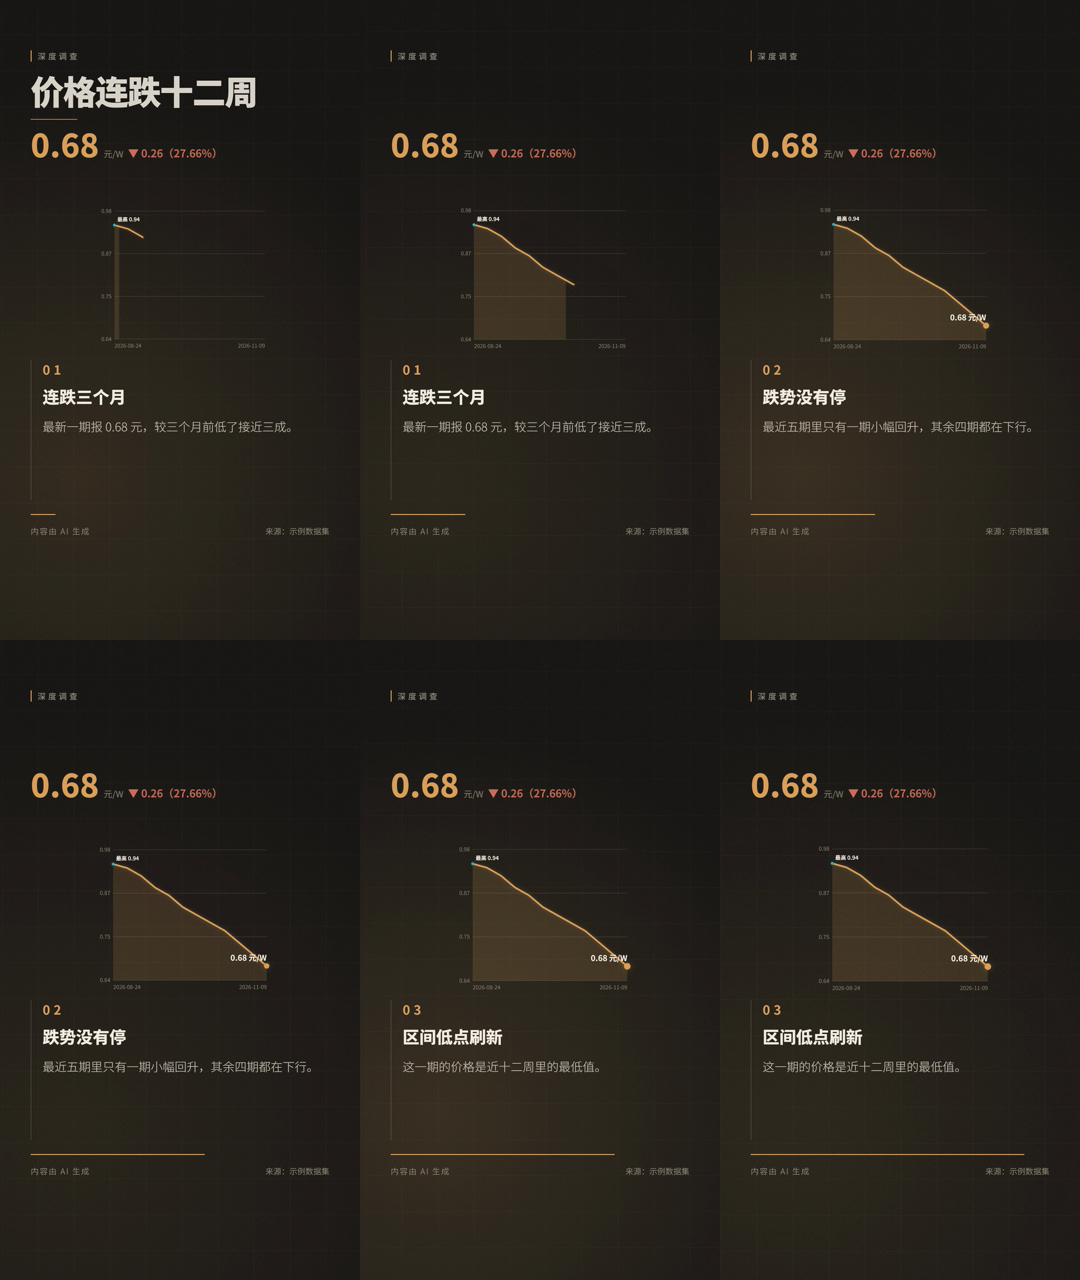 深度调查
价格连跌十二周
0.68 元/W ▼ 0.26（27.66%）
0.98
最高 0.94
0.87
0.75
0.64
2026-08-24 2026-11-09
01
连跌三个月
最新一期报 0.68 元，较三个月前低了接近三成。
内容由 AI 生成 来源：示例数据集
深度调查
0.68 元/W ▼ 0.26（27.66%）
0.98
最高 0.94
0.87
0.75
0.64
2026-08-24 2026-11-09
01
连跌三个月
最新一期报 0.68 元，较三个月前低了接近三成。
内容由 AI 生成 来源：示例数据集
深度调查
0.68 元/W ▼ 0.26（27.66%）
0.98
最高 0.94
0.87
0.75
0.68 元/W
0.64
2026-08-24 2026-11-09
02
跌势没有停
最近五期里只有一期小幅回升，其余四期都在下行。
内容由 AI 生成 来源：示例数据集
深度调查
0.68 元/W ▼ 0.26（27.66%）
0.98
最高 0.94
0.87
0.75
0.68 元/W
0.64
2026-08-24 2026-11-09
02
跌势没有停
最近五期里只有一期小幅回升，其余四期都在下行。
内容由 AI 生成 来源：示例数据集
深度调查
0.68 元/W ▼ 0.26（27.66%）
0.98
最高 0.94
0.87
0.75
0.68 元/W
0.64
2026-08-24 2026-11-09
03
区间低点刷新
这一期的价格是近十二周里的最低值。
内容由 AI 生成 来源：示例数据集
深度调查
0.68 元/W ▼ 0.26（27.66%）
0.98
最高 0.94
0.87
0.75
0.68 元/W
0.64
2026-08-24 2026-11-09
03
区间低点刷新
这一期的价格是近十二周里的最低值。
内容由 AI 生成 来源：示例数据集